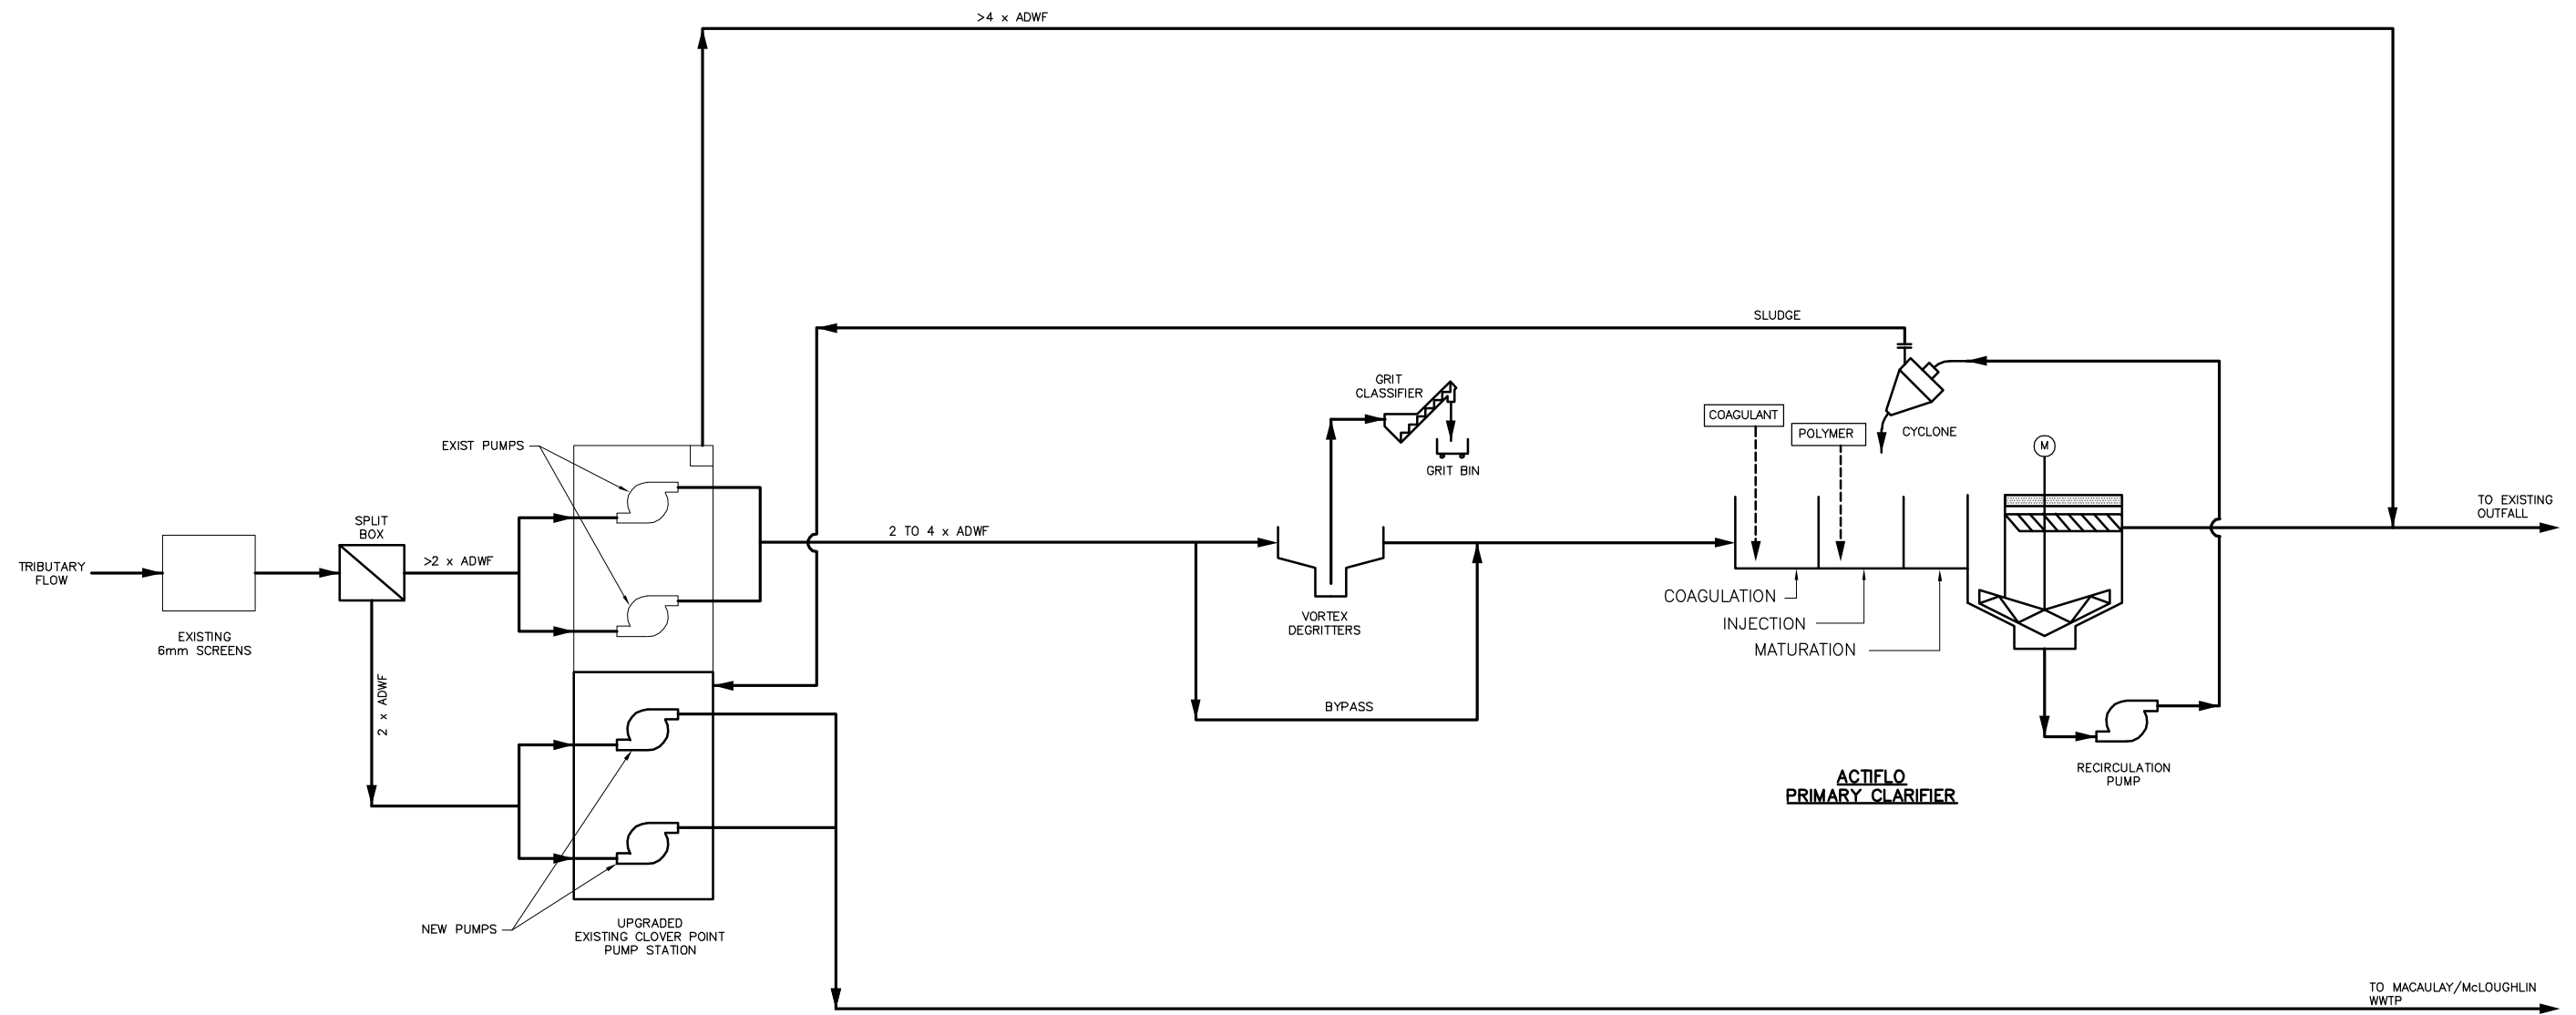 >4 x ADWF
SLUDGE
GRIT
CLASSIFIER
COAGULANT
POLYMER
CYCLONE
EXIST PUMPS
M
GRIT BIN
TO EXISTING
OUTFALL
SPLIT
BOX
2 TO 4 x ADWF
>2 x ADWF
TRIBUTARY
FLOW
COAGULATION
VORTEX
DEGRITTERS
INJECTION
EXISTING
6mm SCREENS
MATURATION
2 x ADWF
BYPASS
RECIRCULATION
PUMP
ACTIFLO
PRIMARY CLARIFIER
NEW PUMPS
UPGRADED
EXISTING CLOVER POINT
PUMP STATION
TO MACAULAY/McLOUGHLIN
WWTP